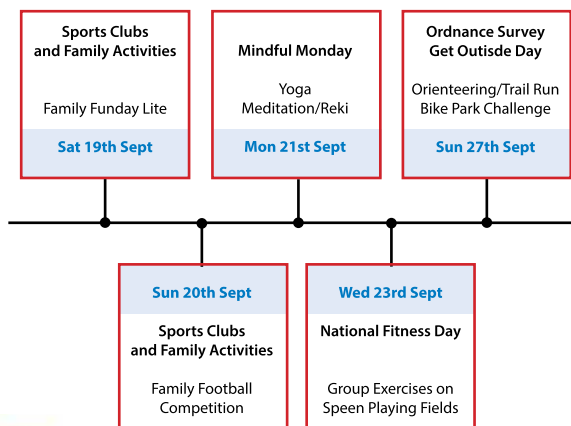 Sports Clubs
and Family Activities
Family Funday Lite
Sat 19th Sept
Mindful Monday
Yoga
Meditation/Reki
Mon 21st Sept
Ordnance Survey
Get Outisde Day
Orienteering/Trail Run
Bike Park Challenge
Sun 27th Sept
Sun 20th Sept
Sports Clubs
and Family Activities
Family Football
Competition
Wed 23rd Sept
National Fitness Day
Group Exercises on
Speen Playing Fields